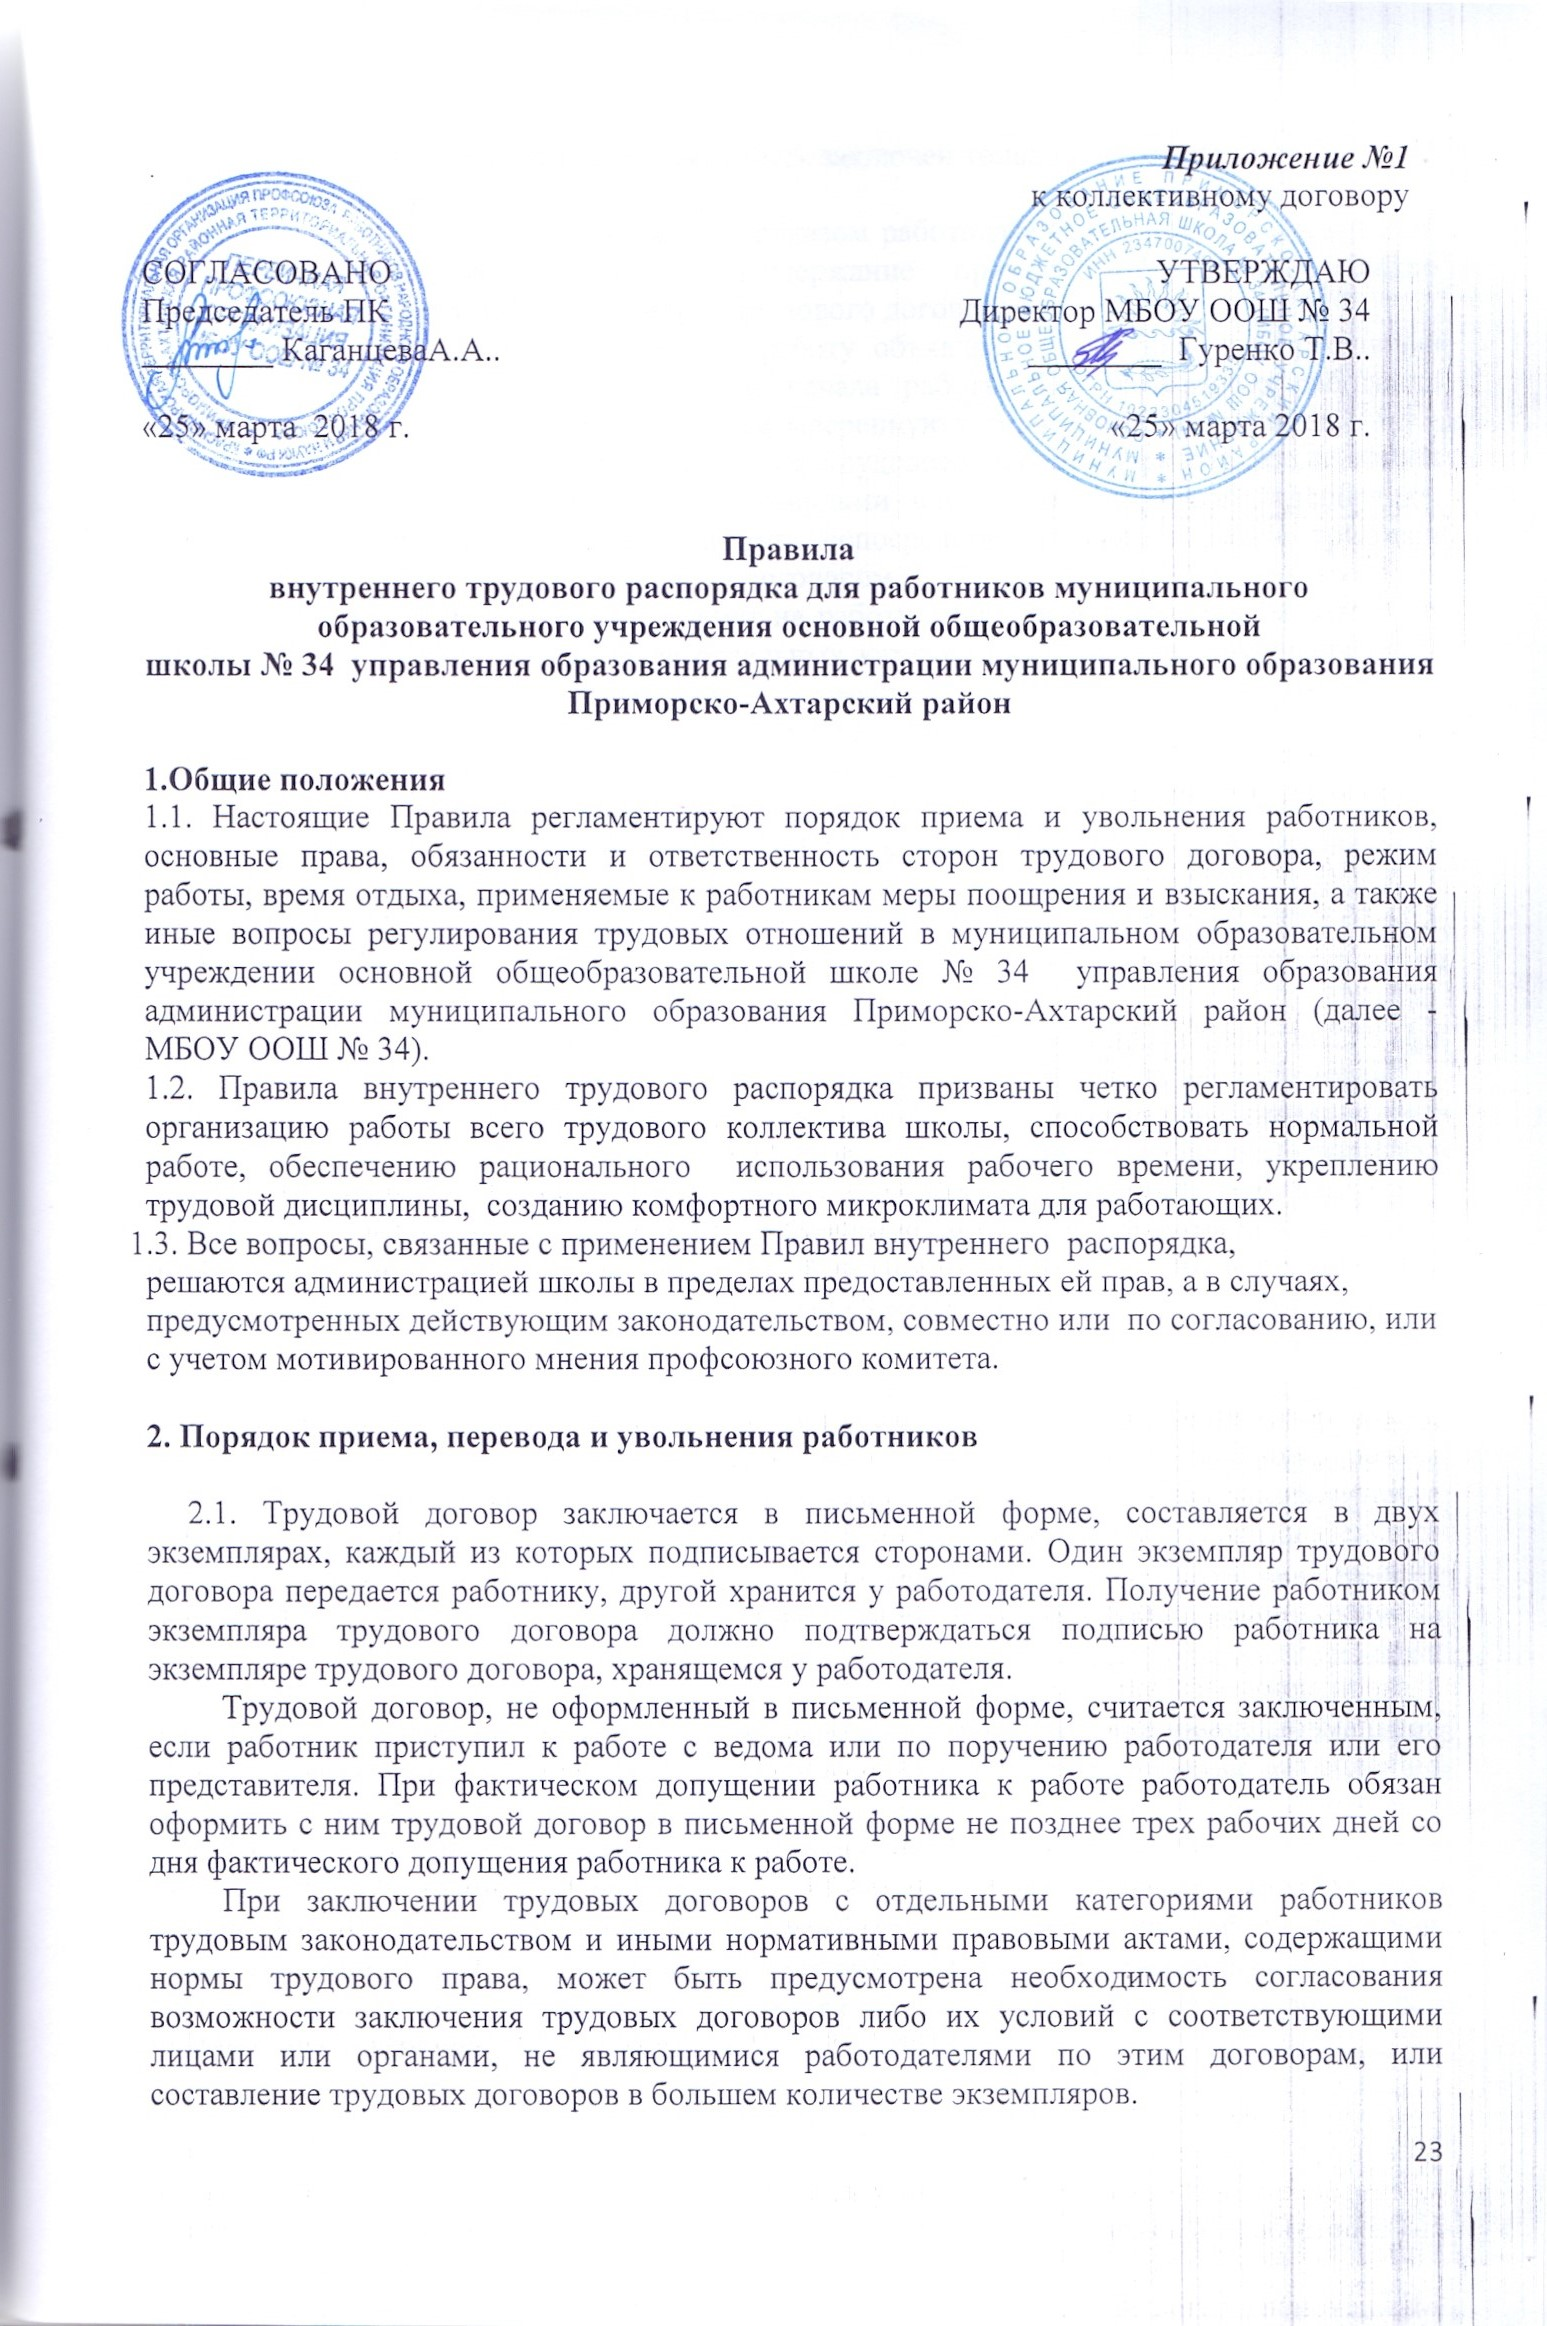 Приложение №1
к коллективному договору
СОГЛАСОВАНО
Председатель ПК
________ КаганцеваА.А..
«25» марта 2018 г.
УТВЕРЖДАЮ
Директор МБОУ ООШ № 34
________ Гуренко Т.В..
«25» марта 2018 г.
Правила
внутреннего трудового распорядка для работников муниципального
образовательного учреждения основной общеобразовательной
школы № 34 управления образования администрации муниципального образования
Приморско-Ахтарский район
1.Общие положения
1.1. Настоящие Правила регламентируют порядок приема и увольнения работников,
основные права, обязанности и ответственность сторон трудового договора, режим
работы, время отдыха, применяемые к работникам меры поощрения и взыскания, а также
иные вопросы регулирования трудовых отношений в муниципальном образовательном
учреждении основной общеобразовательной школе № 34 управления образования
администрации муниципального образования Приморско-Ахтарский район (далее -
МБОУ ООШ № 34).
1.2. Правила внутреннего трудового распорядка призваны четко регламентировать
организацию работы всего трудового коллектива школы, способствовать нормальной
работе, обеспечению рационального использования рабочего времени, укреплению
трудовой дисциплины, созданию комфортного микроклимата для работающих.
1.3. Все вопросы, связанные с применением Правил внутреннего распорядка,
решаются администрацией школы в пределах предоставленных ей прав, а в случаях,
предусмотренных действующим законодательством, совместно или по согласованию, или
с учетом мотивированного мнения профсоюзного комитета.
2. Порядок приема, перевода и увольнения работников
2.1. Трудовой договор заключается в письменной форме, составляется в двух
экземплярах, каждый из которых подписывается сторонами. Один экземпляр трудового
договора передается работнику, другой хранится у работодателя. Получение работником
экземпляра трудового договора должно подтверждаться подписью работника на
экземпляре трудового договора, хранящемся у работодателя.
Трудовой договор, не оформленный в письменной форме, считается заключенным,
если работник приступил к работе с ведома или по поручению работодателя или его
представителя. При фактическом допущении работника к работе работодатель обязан
оформить с ним трудовой договор в письменной форме не позднее трех рабочих дней со
дня фактического допущения работника к работе.
При заключении трудовых договоров с отдельными категориями работников
трудовым законодательством и иными нормативными правовыми актами, содержащими
нормы трудового права, может быть предусмотрена необходимость согласования
возможности заключения трудовых договоров либо их условий с соответствующими
лицами или органами, не являющимися работодателями по этим договорам, или
составление трудовых договоров в большем количестве экземпляров.
23